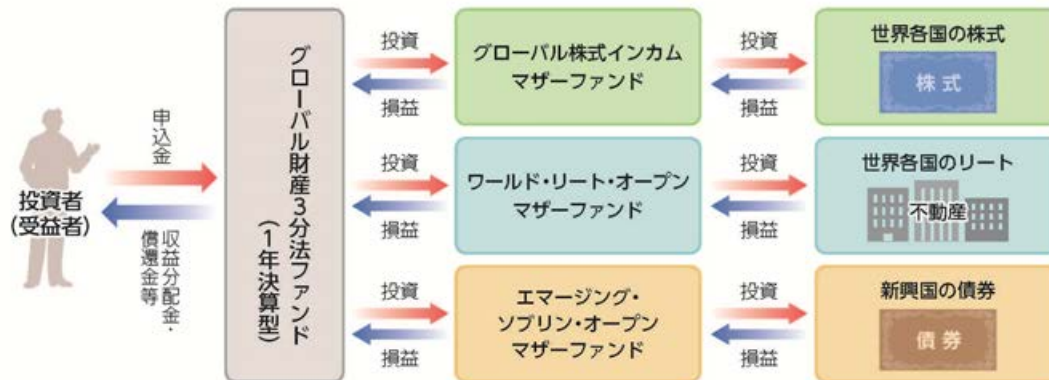 投資者
(受益者)
申込金
収益分配金・
償還金等
グローバル財産3分法ファンド
(1年決算型)
投資
損益
グローバル株式インカム
マザーファンド
投資
損益
世界各国の株式
株式
投資
損益
ワールド・リート・オープン
マザーファンド
投資
損益
世界各国のリート
不動産
投資
損益
エマージング・
ソブリン・オープン
マザーファンド
投資
損益
新興国の債券
債券